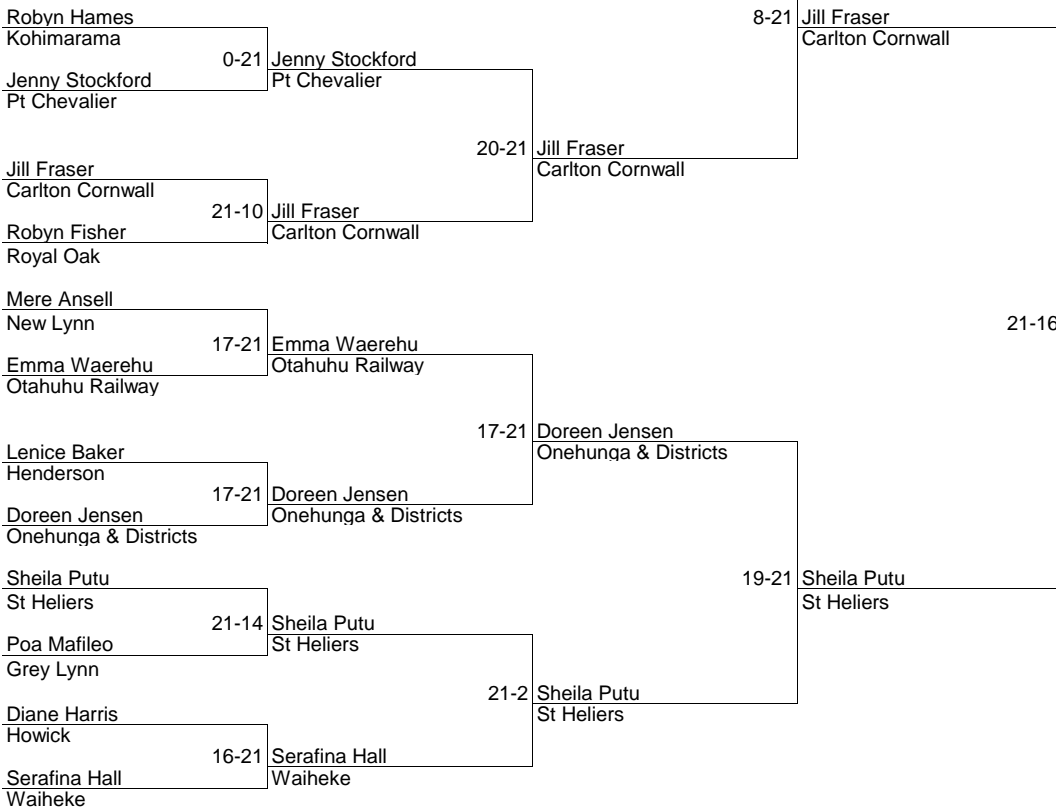 Robyn Hames
Kohimarama
8-21 Jill Fraser
Carlton Cornwall
0-21 Jenny Stockford
Pt Chevalier
Jenny Stockford
Pt Chevalier
20-21 Jill Fraser
Carlton Cornwall
Jill Fraser
Carlton Cornwall
21-10 Jill Fraser
Carlton Cornwall
Robyn Fisher
Royal Oak
Mere Ansell
New Lynn
21-16
17-21 Emma Waerehu
Otahuhu Railway
Emma Waerehu
Otahuhu Railway
17-21 Doreen Jensen
Onehunga & Districts
Lenice Baker
Henderson
17-21 Doreen Jensen
Onehunga & Districts
Doreen Jensen
Onehunga & Districts
Sheila Putu
St Heliers
19-21 Sheila Putu
St Heliers
21-14 Sheila Putu
St Heliers
Poa Mafileo
Grey Lynn
21-2 Sheila Putu
St Heliers
Diane Harris
Howick
16-21 Serafina Hall
Waiheke
Serafina Hall
Waiheke